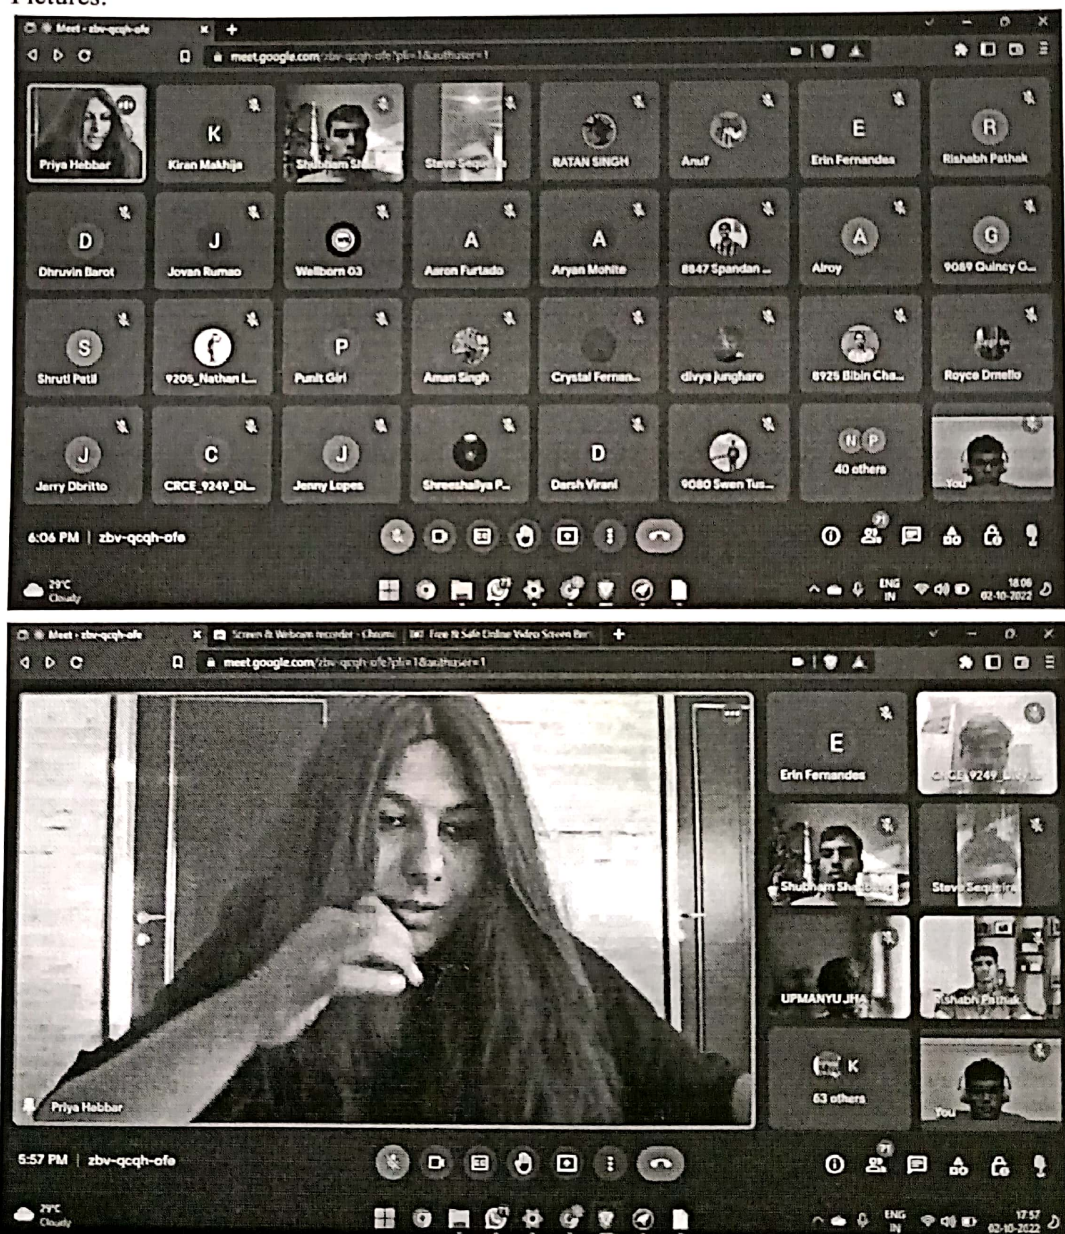 Pictures:
Meet - zbv-qcqh-ofe
meet.google.com/zbv-qcqh-ofe?pli=1&authuser=1
Priya Hebbar
K
Kiran Makhija
Shubham
Steve
RATAN SINGH
Anuf
E
Erin Fernandes
R
Rishabh Pathak
D
Dhruvin Barot
J
Jovan Rumao
Wellborn 03
A
Aaron Furtado
A
Aryan Mohite
8847 Spandan ...
A
Alroy
G
9089 Quincy G...
S
Shruti Patil
9205_Nathan L...
P
Punit Giri
Aman Singh
Crystal Fernan...
divya junghare
8925 Bibin Cha...
Royce Dmello
J
Jerry Dbritto
C
CRCE_9249_Di...
J
Jenny Lopes
Shreeshailya P...
D
Darsh Virani
9080 Swen Tus...
N P
40 others
You
6:06 PM | zbv-qcqh-ofe
71
29°C
Cloudy
ENG
IN
18:06
02-10-2022
Meet - zbv-qcqh-ofe
Screen & Webcam recorder - Chrome
Free & Safe Online Video Screen Rec
meet.google.com/zbv-qcqh-ofe?pli=1&authuser=1
Priya Hebbar
E
Erin Fernandes
CRCE_9249
Shubham
Steve Sequeira
UPMANYU JHA
Rishabh Pathak
K
63 others
You
5:57 PM | zbv-qcqh-ofe
71
29°C
Cloudy
ENG
IN
17:57
02-10-2022